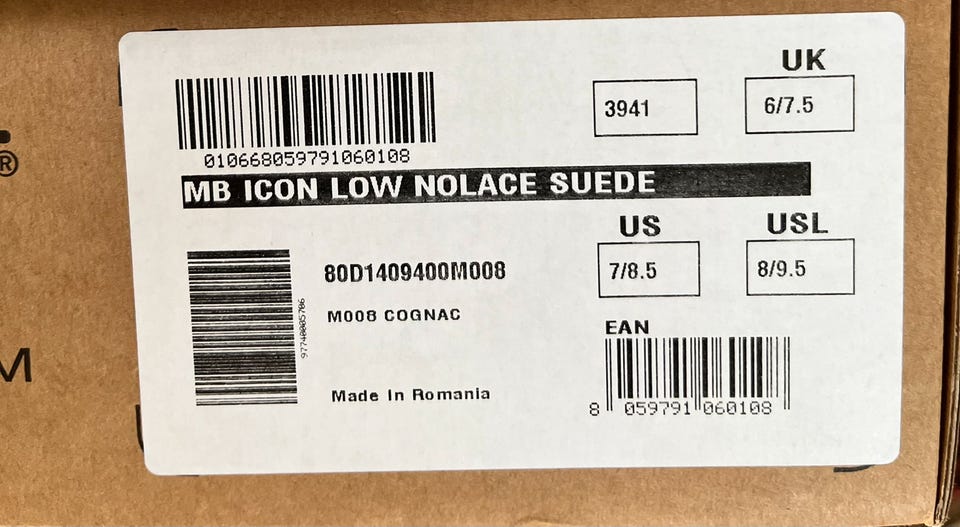 UK
3941
6/7.5
010668059791060108
MB ICON LOW NOLACE SUEDE
US
USL
80D1409400M008
7/8.5
8/9.5
97740005706
M008 COGNAC
EAN
Made In Romania
8 059791 060108
®
M